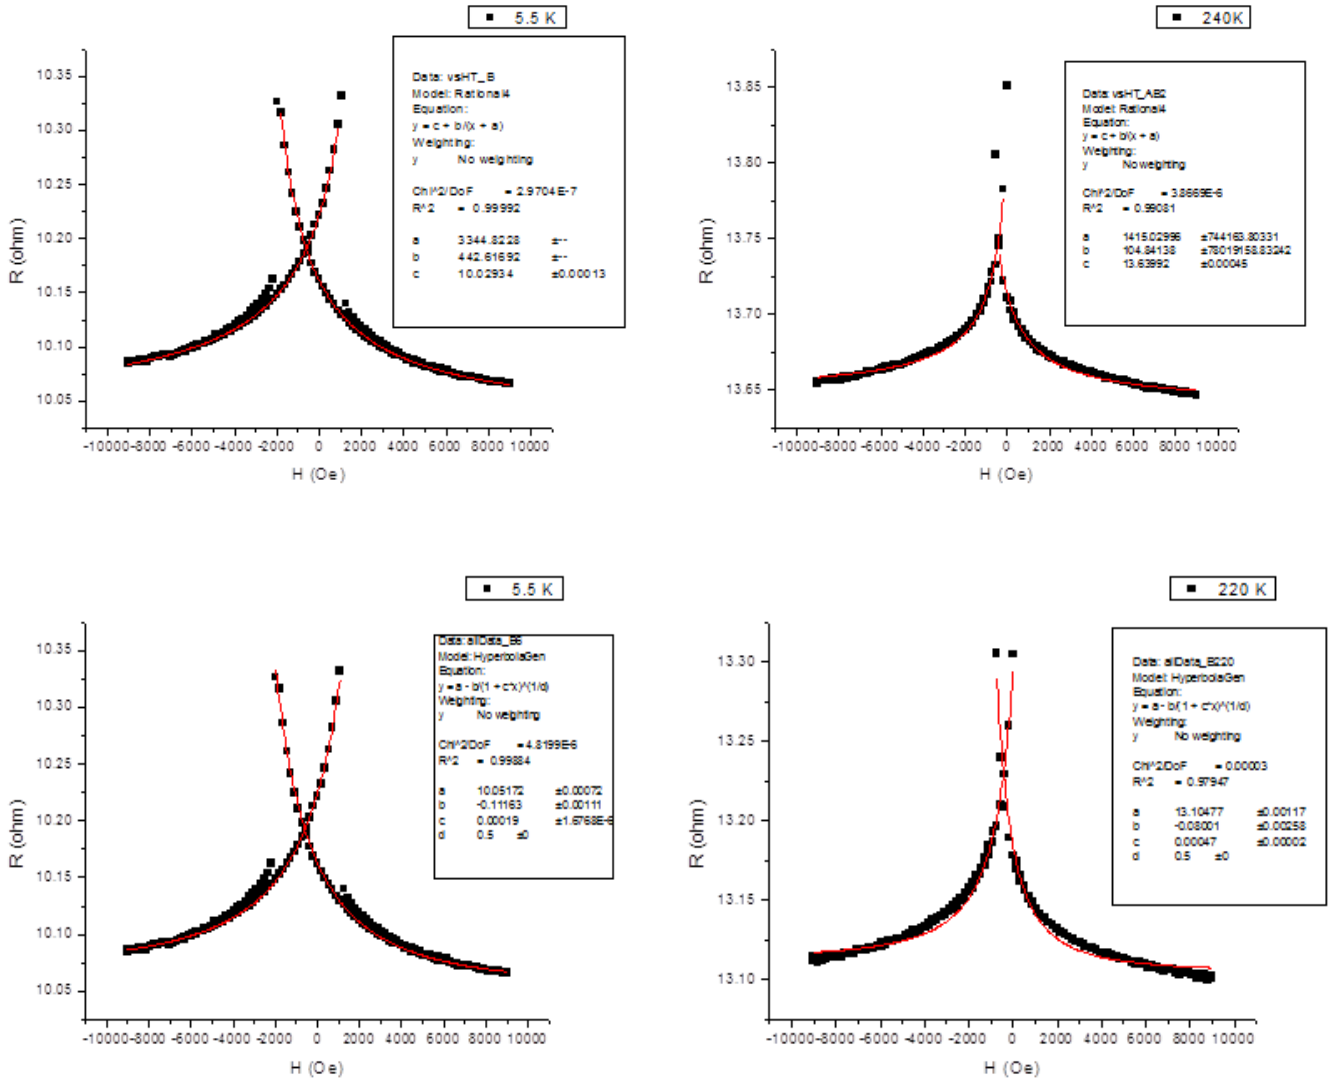 5.5 K
Data: vsHT_B
Model: Rational4
Equation:
y = c + b/(x + a)
Weighting:
y No weighting
Chi^2/DoF = 2.9704E-7
R^2 = 0.99992
a 3344.8228 ±--
b 442.61692 ±--
c 10.02934 ±0.00013
10.35
10.30
10.25
10.20
10.15
10.10
10.05
R (ohm)
-10000 -8000 -6000 -4000 -2000 0 2000 4000 6000 8000 10000
H (Oe)
240K
Data: vsHT_AB2
Model: Rational4
Equation:
y = c + b/(x + a)
Weighting:
y No weighting
Chi^2/DoF = 3.8669E-6
R^2 = 0.99081
a 1415.02996 ±744163.80331
b 104.84138 ±78019158.83242
c 13.63992 ±0.00045
13.85
13.80
13.75
13.70
13.65
R (ohm)
-10000 -8000 -6000 -4000 -2000 0 2000 4000 6000 8000 10000
H (Oe)
5.5 K
Data: allData_B6
Model: HyperbolaGen
Equation:
y = a - b/(1 + c*x)^(1/d)
Weighting:
y No weighting
Chi^2/DoF = 4.8199E-6
R^2 = 0.99884
a 10.05172 ±0.00072
b -0.11163 ±0.00111
c 0.00019 ±1.6768E-6
d 0.5 ±0
10.35
10.30
10.25
10.20
10.15
10.10
10.05
R (ohm)
-10000 -8000 -6000 -4000 -2000 0 2000 4000 6000 8000 10000
H (Oe)
220 K
Data: allData_B220
Model: HyperbolaGen
Equation:
y = a - b/(1 + c*x)^(1/d)
Weighting:
y No weighting
Chi^2/DoF = 0.00003
R^2 = 0.97947
a 13.10477 ±0.00117
b -0.08001 ±0.00258
c 0.00047 ±0.00002
d 0.5 ±0
13.30
13.25
13.20
13.15
13.10
R (ohm)
-10000 -8000 -6000 -4000 -2000 0 2000 4000 6000 8000 10000
H (Oe)